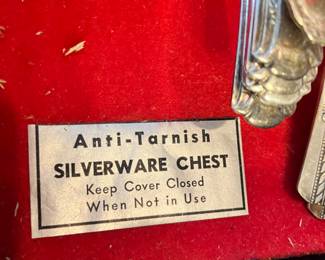 Anti-Tarnish
SILVERWARE CHEST
Keep Cover Closed
When Not in Use